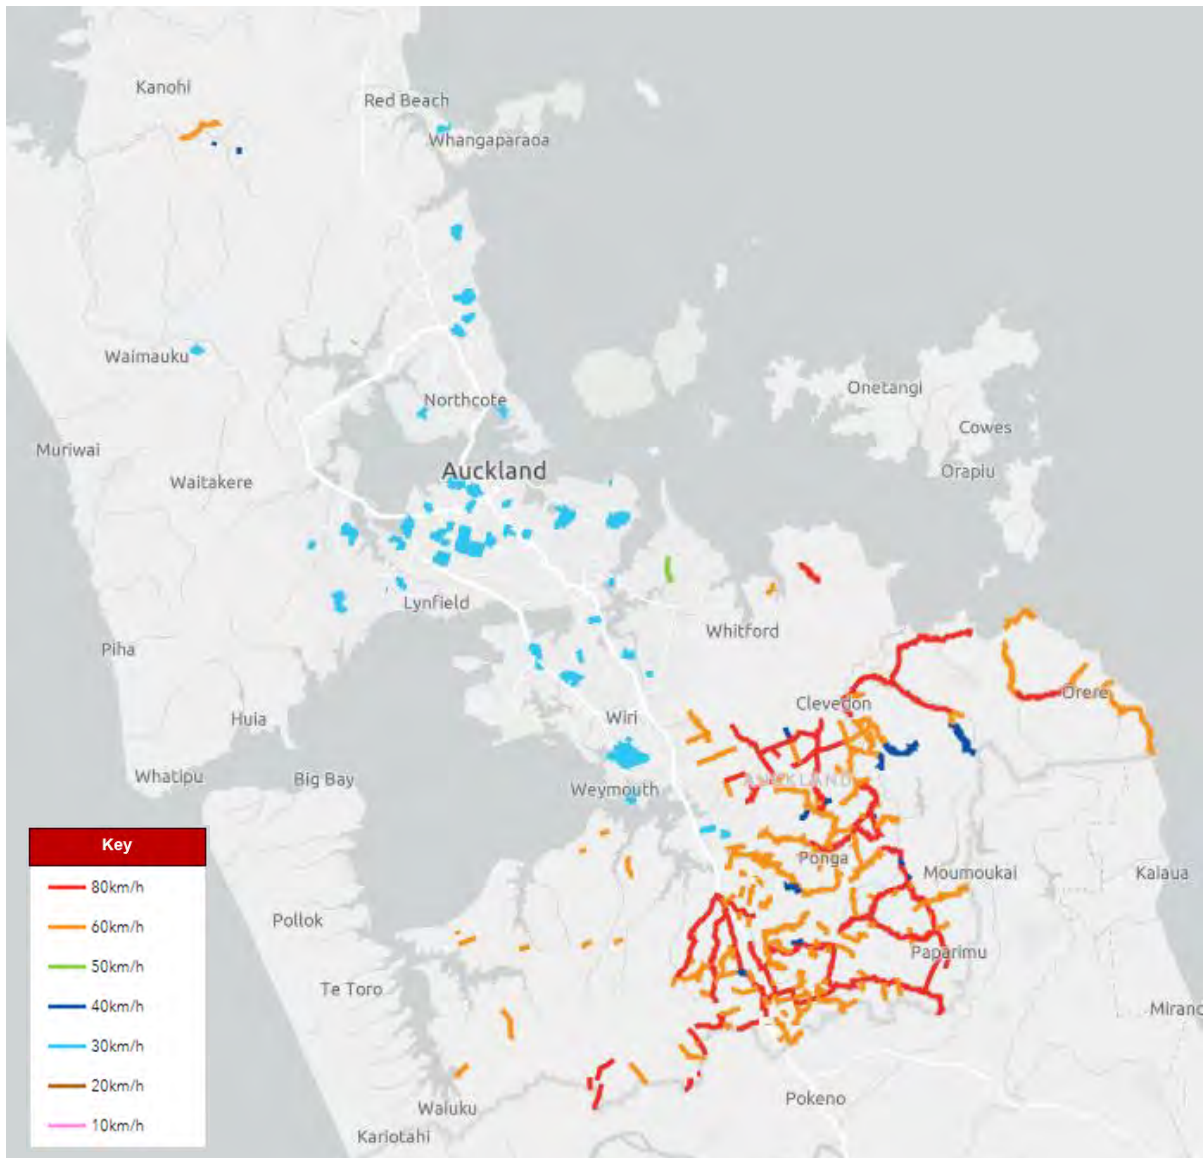 Kanohi
Red Beach
Whangaparaoa
Waimauku
Onetangi
Northcote
Cowes
Muriwai
Auckland
Orapiu
Waitakere
Lynfield
Whitford
Piha
Orere
Clevedon
Huia
Wiri
Whatipu
Big Bay
Weymouth
AUCKLAND
Key
80km/h
60km/h
50km/h
40km/h
30km/h
20km/h
10km/h
Ponga
Moumoukai
Kaiaua
Pollok
Paparimu
Te Toro
Miranc
Pokeno
Waiuku
Kariotahi